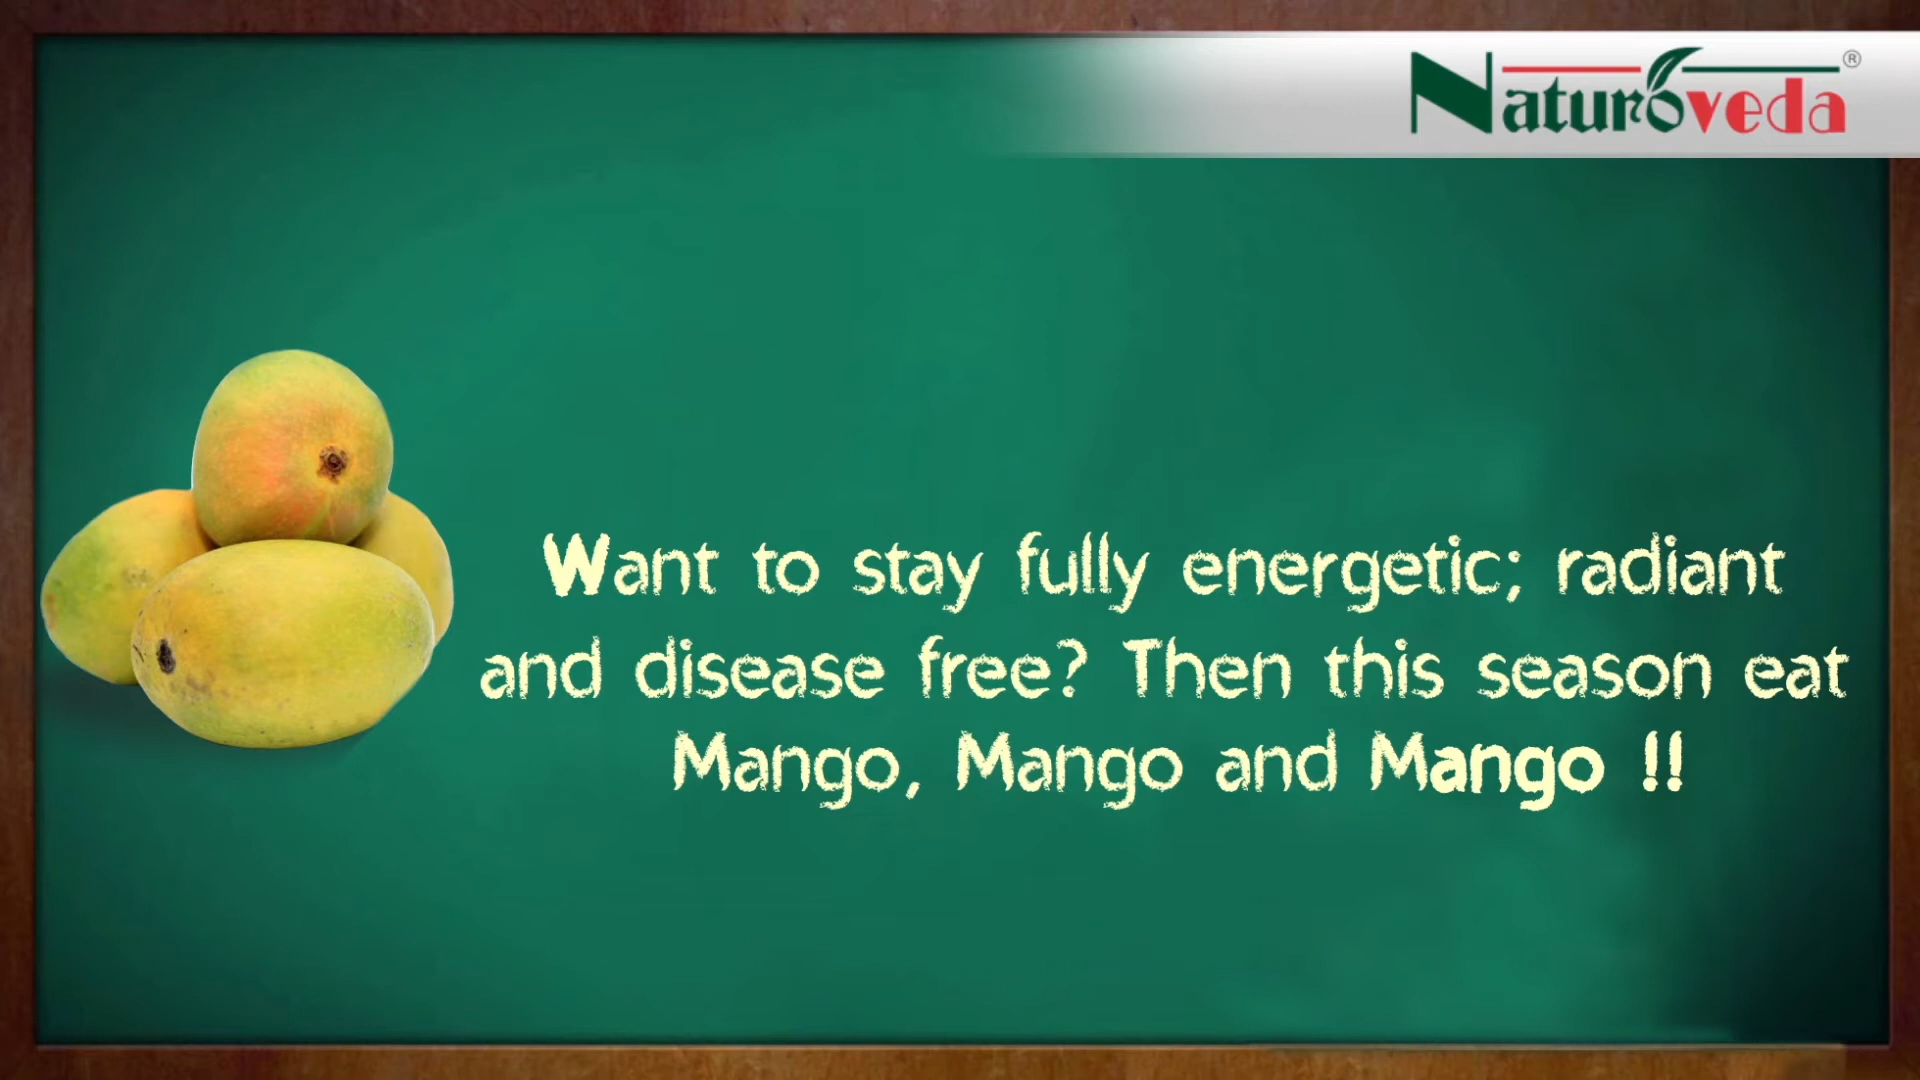 Naturoveda ®
Want to stay fully energetic; radiant
and disease free? Then this season eat
Mango, Mango and Mango !!